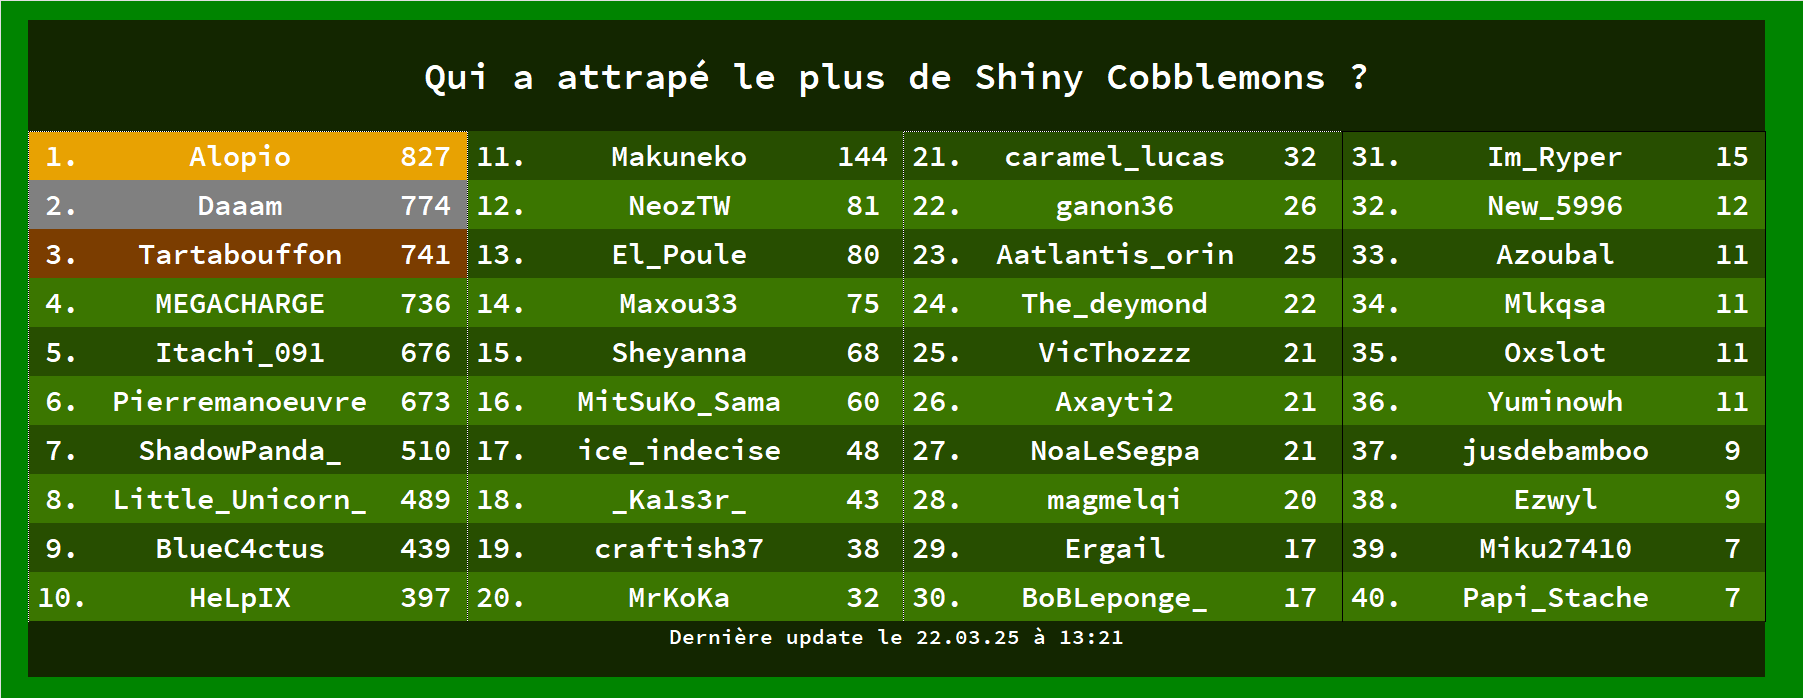 Qui a attrapé le plus de Shiny Cobblemons ?
1. Alopio 827 11. Makuneko 144 21. caramel_lucas 32 31. Im_Ryper 15
2. Daaam 774 12. NeozTW 81 22. ganon36 26 32. New_5996 12
3. Tartabouffon 741 13. El_Poule 80 23. Aatlantis_orin 25 33. Azoubal 11
4. MEGACHARGE 736 14. Maxou33 75 24. The_deymond 22 34. Mlkqsa 11
5. Itachi_091 676 15. Sheyanna 68 25. VicThozzz 21 35. Oxslot 11
6. Pierremanoeuvre 673 16. MitSuKo_Sama 60 26. Axayti2 21 36. Yuminowh 11
7. ShadowPanda_ 510 17. ice_indecise 48 27. NoaLeSegpa 21 37. jusdebamboo 9
8. Little_Unicorn_ 489 18. _Ka1s3r_ 43 28. magmelqi 20 38. Ezwyl 9
9. BlueC4ctus 439 19. craftish37 38 29. Ergail 17 39. Miku27410 7
10. HeLpIX 397 20. MrKoKa 32 30. BoBLeponge_ 17 40. Papi_Stache 7
Dernière update le 22.03.25 à 13:21